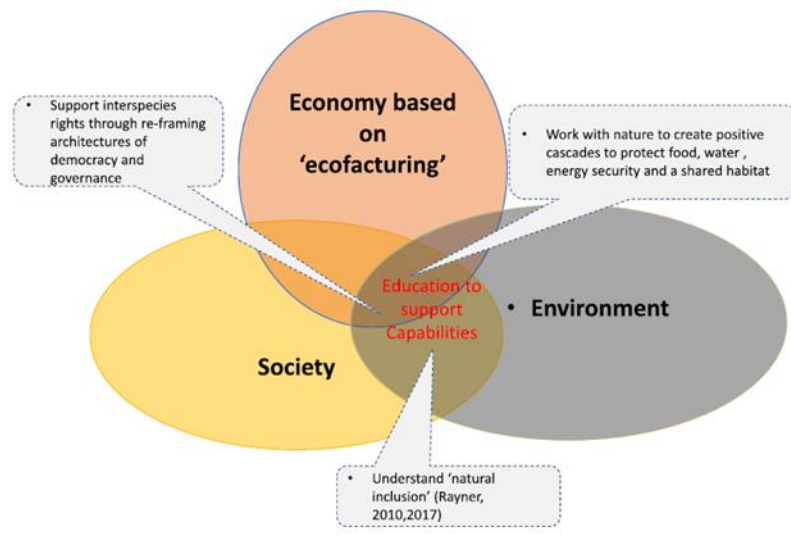 • Support interspecies
rights through re-framing
architectures of
democracy and
governance
Economy based
on
‘ecofacturing’
• Work with nature to create positive
cascades to protect food, water ,
energy security and a shared habitat
Education to
support
Capabilities
• Environment
Society
• Understand ‘natural
inclusion’ (Rayner,
2010,2017)